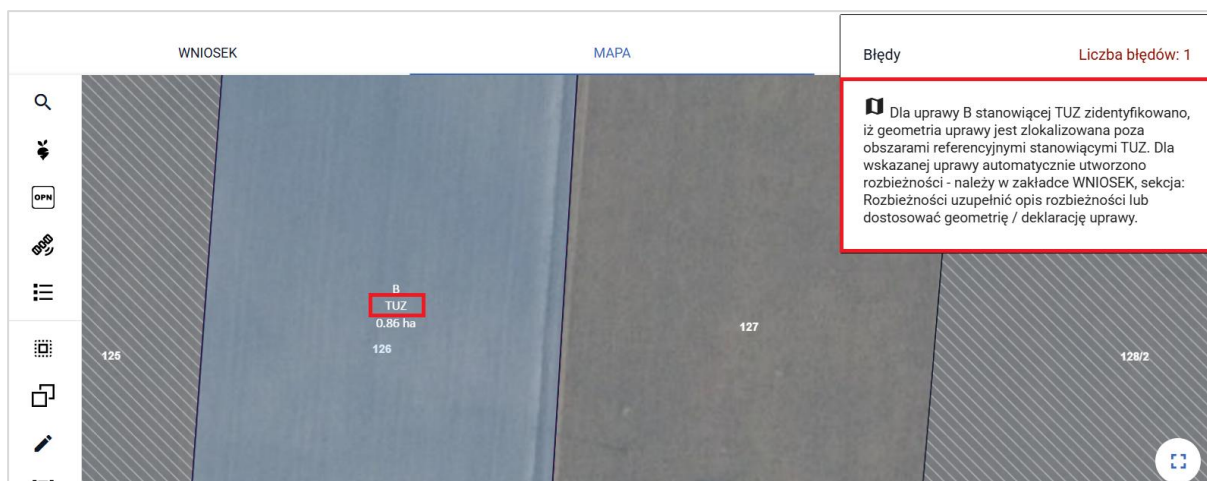 WNIOSEK
MAPA
Błędy
Liczba błędów: 1
Dla uprawy B stanowiącej TUZ zidentyfikowano,
iż geometria uprawy jest zlokalizowana poza
obszarami referencyjnymi stanowiącymi TUZ. Dla
wskazanej uprawy automatycznie utworzono
rozbieżności - należy w zakładce WNIOSEK, sekcja:
Rozbieżności uzupełnić opis rozbieżności lub
dostosować geometrię / deklarację uprawy.
OPN
B
TUZ
0.86 ha
126
125
127
128/2